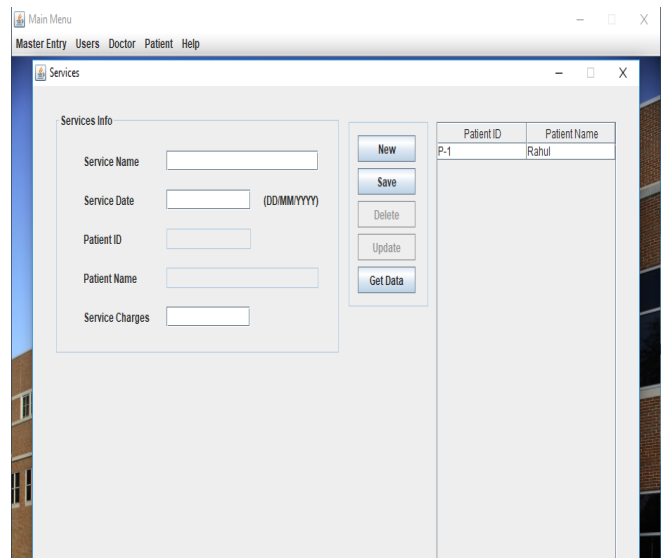 Main Menu
Master Entry Users Doctor Patient Help
Services
Services Info
Service Name
Service Date (DD/MM/YYYY)
Patient ID
Patient Name
Service Charges
New
Save
Delete
Update
Get Data
Patient ID Patient Name
P-1 Rahul